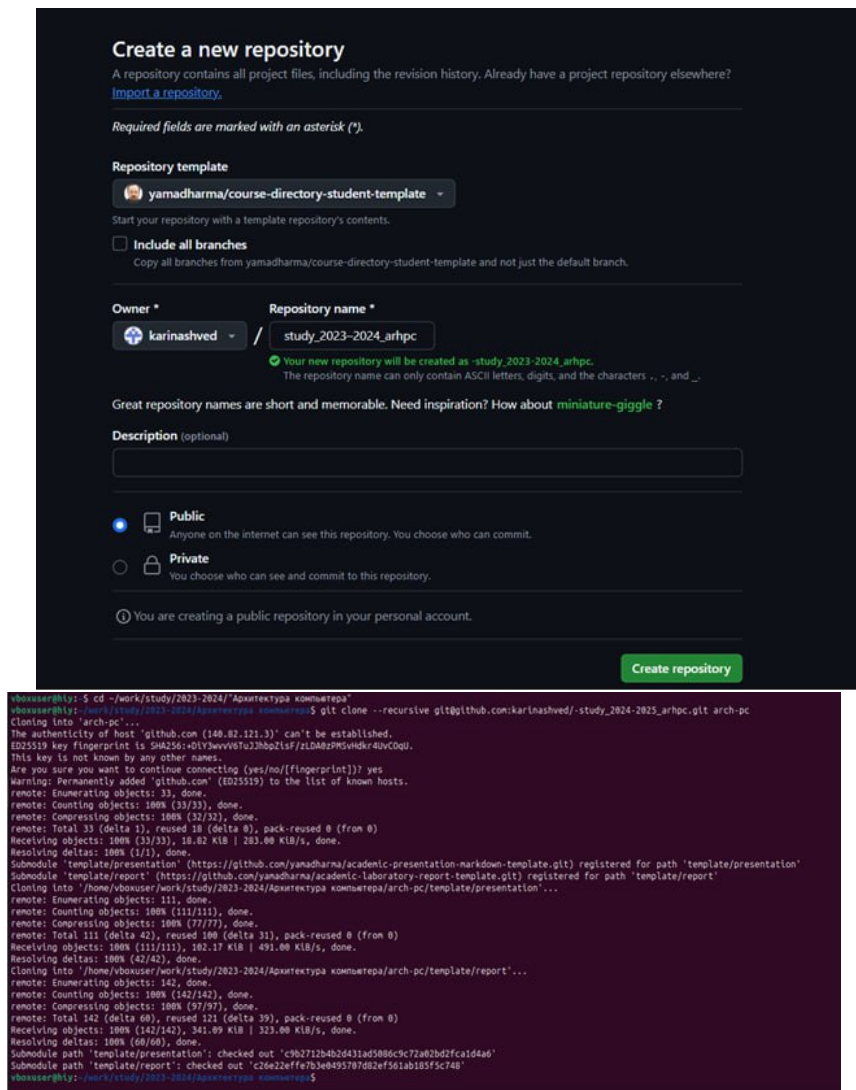 Create a new repository
A repository contains all project files, including the revision history. Already have a project repository elsewhere?
Import a repository.
Required fields are marked with an asterisk (*).
Repository template
yamadharma/course-directory-student-template
Start your repository with a template repository's contents.
Include all branches
Copy all branches from yamadharma/course-directory-student-template and not just the default branch.
Owner * Repository name *
karinashved / study_2023–2024_arhpc
Your new repository will be created as -study_2023-2024_arhpc.
The repository name can only contain ASCII letters, digits, and the characters ., -, and _.
Great repository names are short and memorable. Need inspiration? How about miniature-giggle ?
Description (optional)
Public
Anyone on the internet can see this repository. You choose who can commit.
Private
You choose who can see and commit to this repository.
You are creating a public repository in your personal account.
Create repository
vboxuser@hiy:~$ cd ~/work/study/2023-2024/"Архитектура компьютера"
vboxuser@hiy:~/work/study/2023-2024/Архитектура компьютера$ git clone --recursive git@github.com:karinashved/-study_2024-2025_arhpc.git arch-pc
Cloning into 'arch-pc'...
The authenticity of host 'github.com (140.82.121.3)' can't be established.
ED25519 key fingerprint is SHA256:+DiY3wvvV6TuJJhbpZisF/zLDA0zPMSvHdkr4UvCOqU.
This key is not known by any other names.
Are you sure you want to continue connecting (yes/no/[fingerprint])? yes
Warning: Permanently added 'github.com' (ED25519) to the list of known hosts.
remote: Enumerating objects: 33, done.
remote: Counting objects: 100% (33/33), done.
remote: Compressing objects: 100% (32/32), done.
remote: Total 33 (delta 1), reused 18 (delta 0), pack-reused 0 (from 0)
Receiving objects: 100% (33/33), 18.82 KiB | 283.00 KiB/s, done.
Resolving deltas: 100% (1/1), done.
Submodule 'template/presentation' (https://github.com/yamadharma/academic-presentation-markdown-template.git) registered for path 'template/presentation'
Submodule 'template/report' (https://github.com/yamadharma/academic-laboratory-report-template.git) registered for path 'template/report'
Cloning into '/home/vboxuser/work/study/2023-2024/Архитектура компьютера/arch-pc/template/presentation'...
remote: Enumerating objects: 111, done.
remote: Counting objects: 100% (111/111), done.
remote: Compressing objects: 100% (77/77), done.
remote: Total 111 (delta 42), reused 100 (delta 31), pack-reused 0 (from 0)
Receiving objects: 100% (111/111), 102.17 KiB | 491.00 KiB/s, done.
Resolving deltas: 100% (42/42), done.
Cloning into '/home/vboxuser/work/study/2023-2024/Архитектура компьютера/arch-pc/template/report'...
remote: Enumerating objects: 142, done.
remote: Counting objects: 100% (142/142), done.
remote: Compressing objects: 100% (97/97), done.
remote: Total 142 (delta 60), reused 121 (delta 39), pack-reused 0 (from 0)
Receiving objects: 100% (142/142), 341.09 KiB | 323.00 KiB/s, done.
Resolving deltas: 100% (60/60), done.
Submodule path 'template/presentation': checked out 'c9b2712b4b2d431ad5086c9c72a02bd2fca1d4a6'
Submodule path 'template/report': checked out 'c26e22effe7b3e0495707d82ef561ab185f5c748'
vboxuser@hiy:~/work/study/2023-2024/Архитектура компьютера$